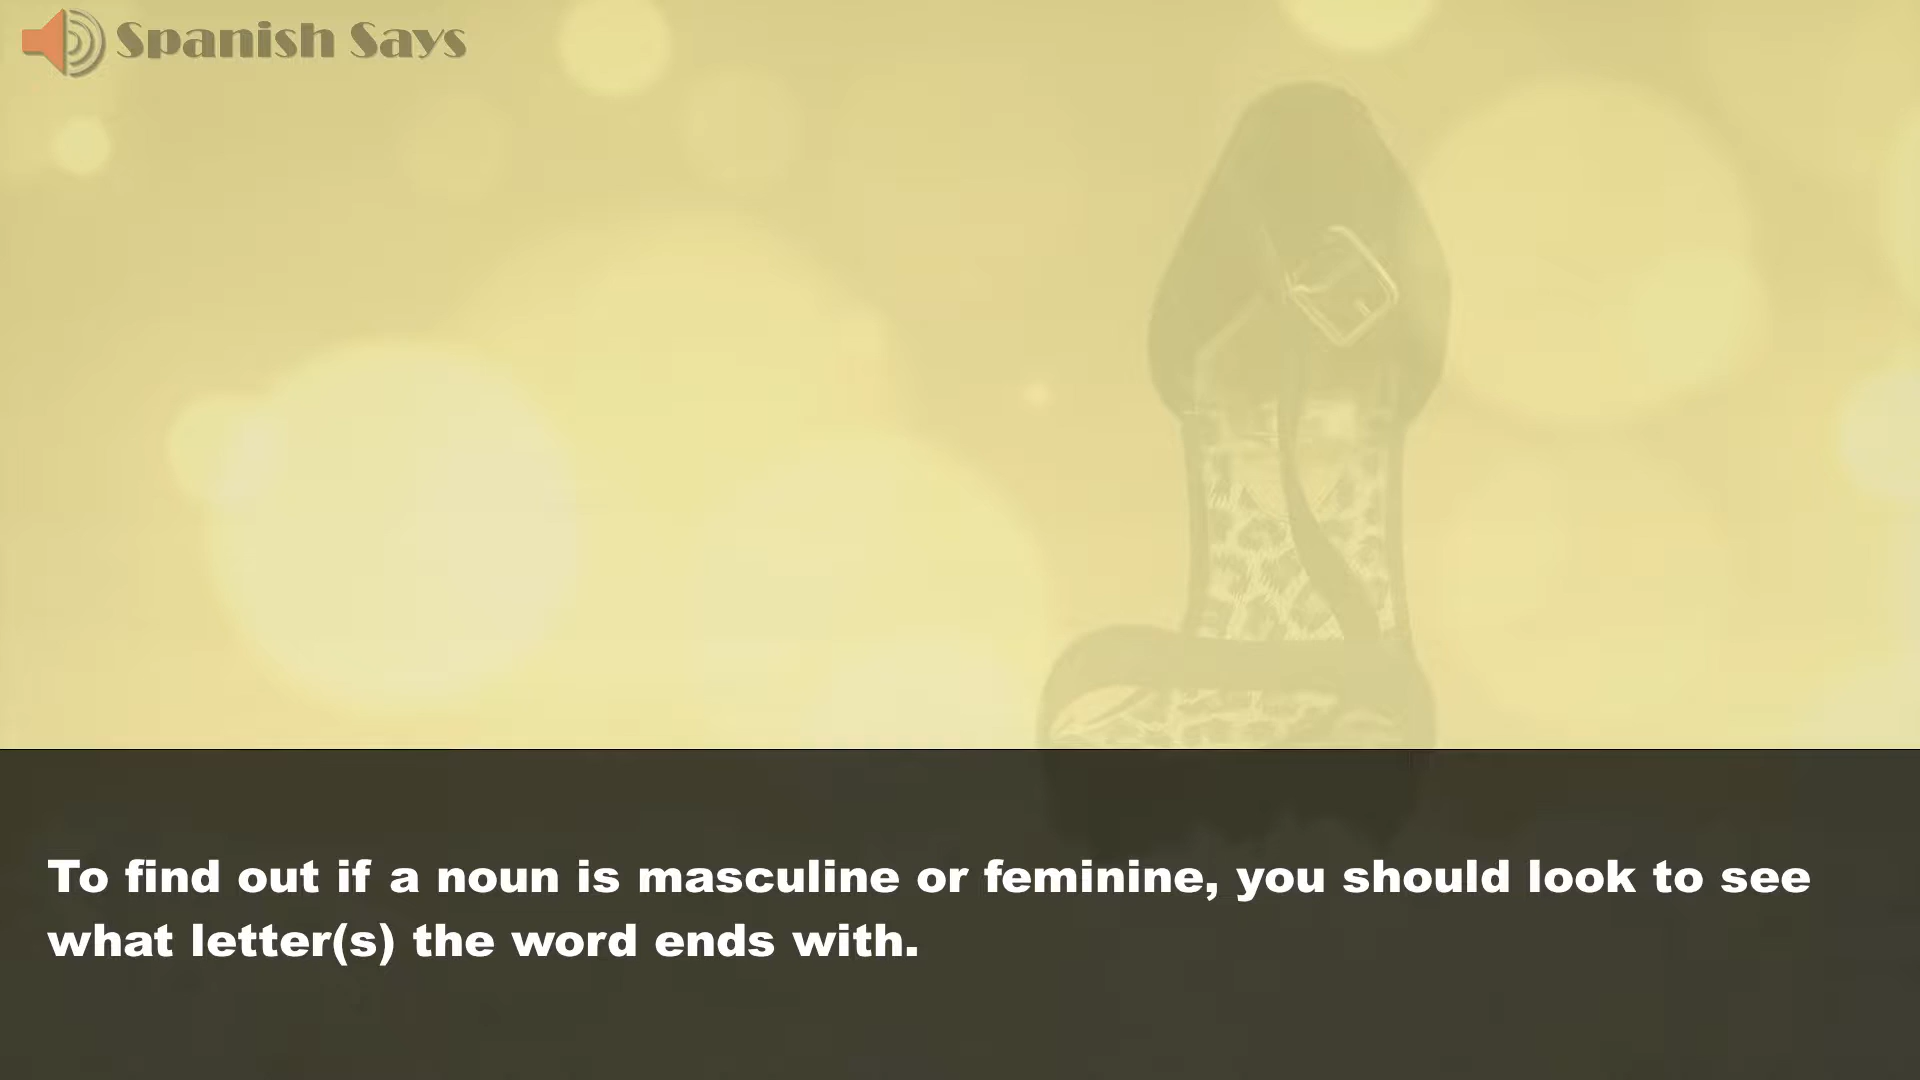 Spanish Says
To find out if a noun is masculine or feminine, you should look to see
what letter(s) the word ends with.